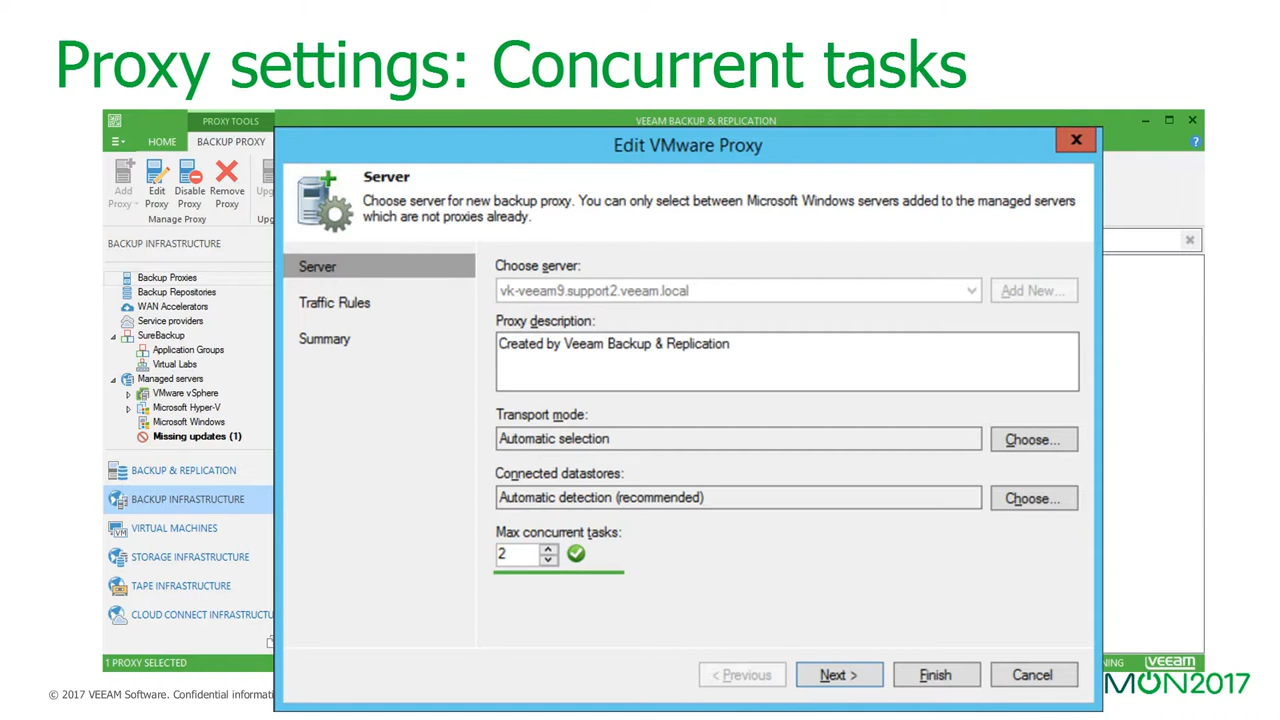 Proxy settings: Concurrent tasks
PROXY TOOLS
VEEAM BACKUP & REPLICATION
HOME
BACKUP PROXY
Edit VMware Proxy
X
Add
Proxy
Edit
Proxy
Disable
Proxy
Remove
Proxy
Upg
Manage Proxy
Upg
Server
Choose server for new backup proxy. You can only select between Microsoft Windows servers added to the managed servers
which are not proxies already.
BACKUP INFRASTRUCTURE
Backup Proxies
Backup Repositories
WAN Accelerators
Service providers
SureBackup
Application Groups
Virtual Labs
Managed servers
VMware vSphere
Microsoft Hyper-V
Microsoft Windows
Missing updates (1)
BACKUP & REPLICATION
BACKUP INFRASTRUCTURE
VIRTUAL MACHINES
STORAGE INFRASTRUCTURE
TAPE INFRASTRUCTURE
CLOUD CONNECT INFRASTRUCTU
1 PROXY SELECTED
Server
Traffic Rules
Summary
Choose server:
vk-veeam9.support2.veeam.local
Add New...
Proxy description:
Created by Veeam Backup & Replication
Transport mode:
Automatic selection
Choose...
Connected datastores:
Automatic detection (recommended)
Choose...
Max concurrent tasks:
2
< Previous
Next >
Finish
Cancel
NING
VEEAM
© 2017 VEEAM Software. Confidential informati
MON2017